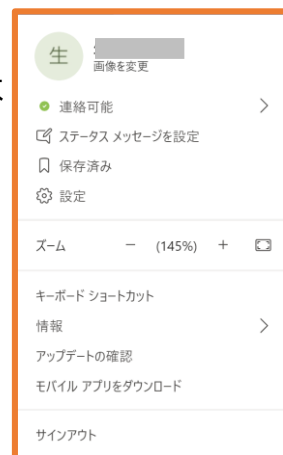 生
画像を変更
連絡可能
ステータス メッセージを設定
保存済み
設定
ズーム − (145%) +
キーボード ショートカット
情報
アップデートの確認
モバイル アプリをダウンロード
サインアウト